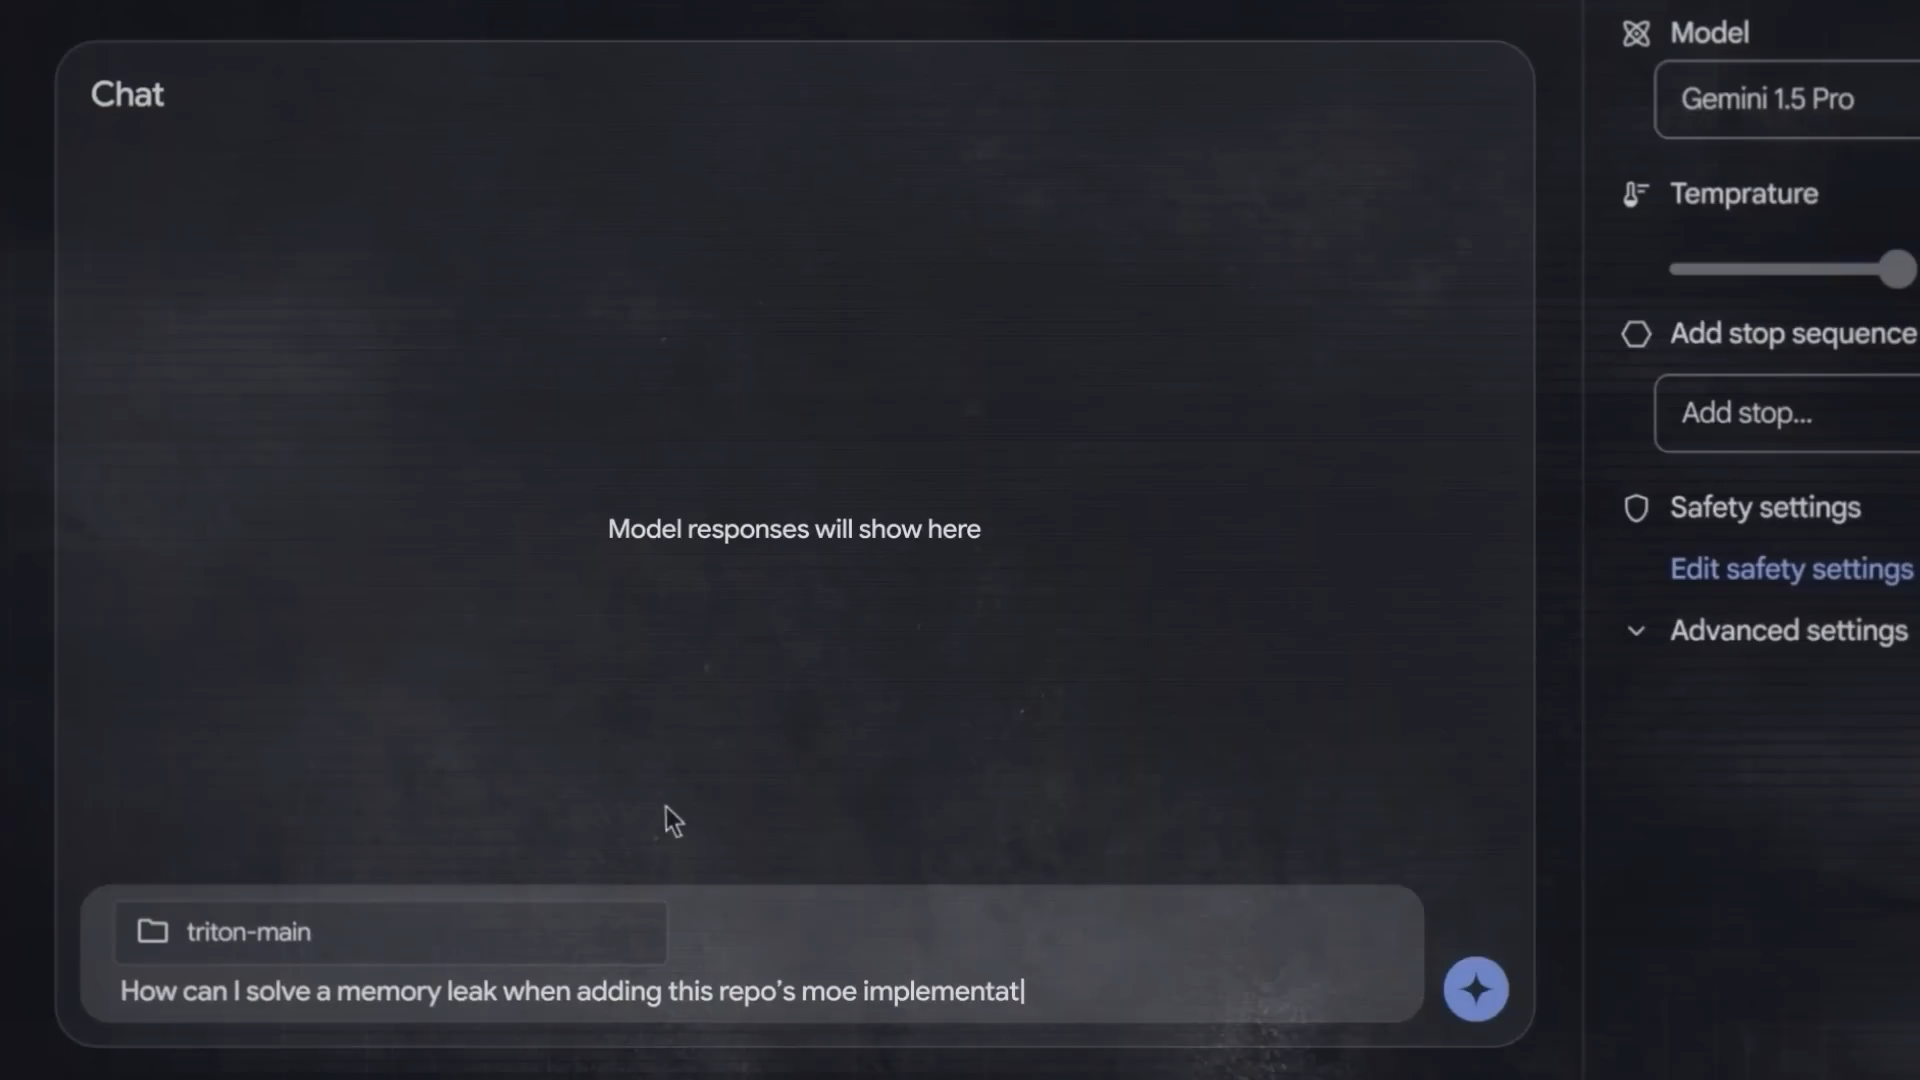 Chat
Model responses will show here
triton-main
How can I solve a memory leak when adding this repo's moe implementat
Model
Gemini 1.5 Pro
Temprature
Add stop sequence
Add stop...
Safety settings
Edit safety settings
Advanced settings